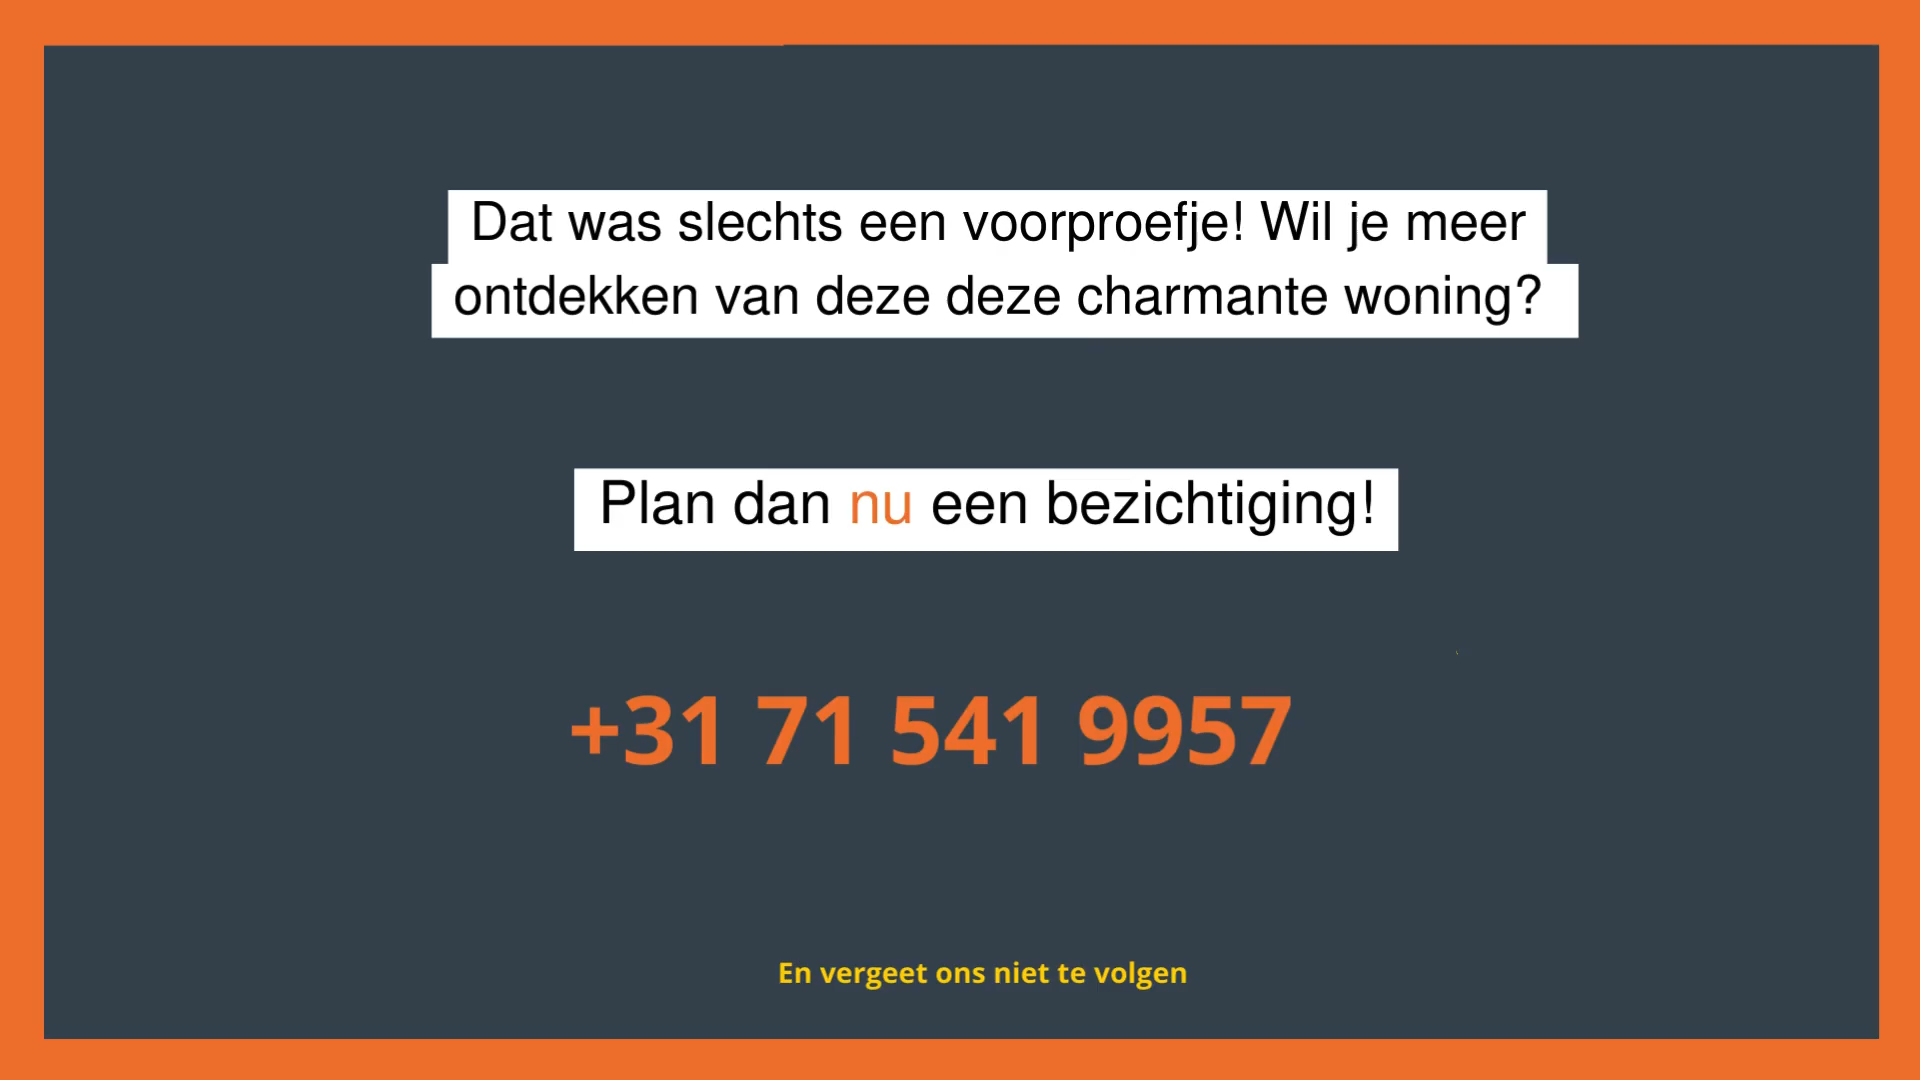 Dat was slechts een voorproefje! Wil je meer
ontdekken van deze deze charmante woning?
Plan dan nu een bezichtiging!
+31 71 541 9957
En vergeet ons niet te volgen